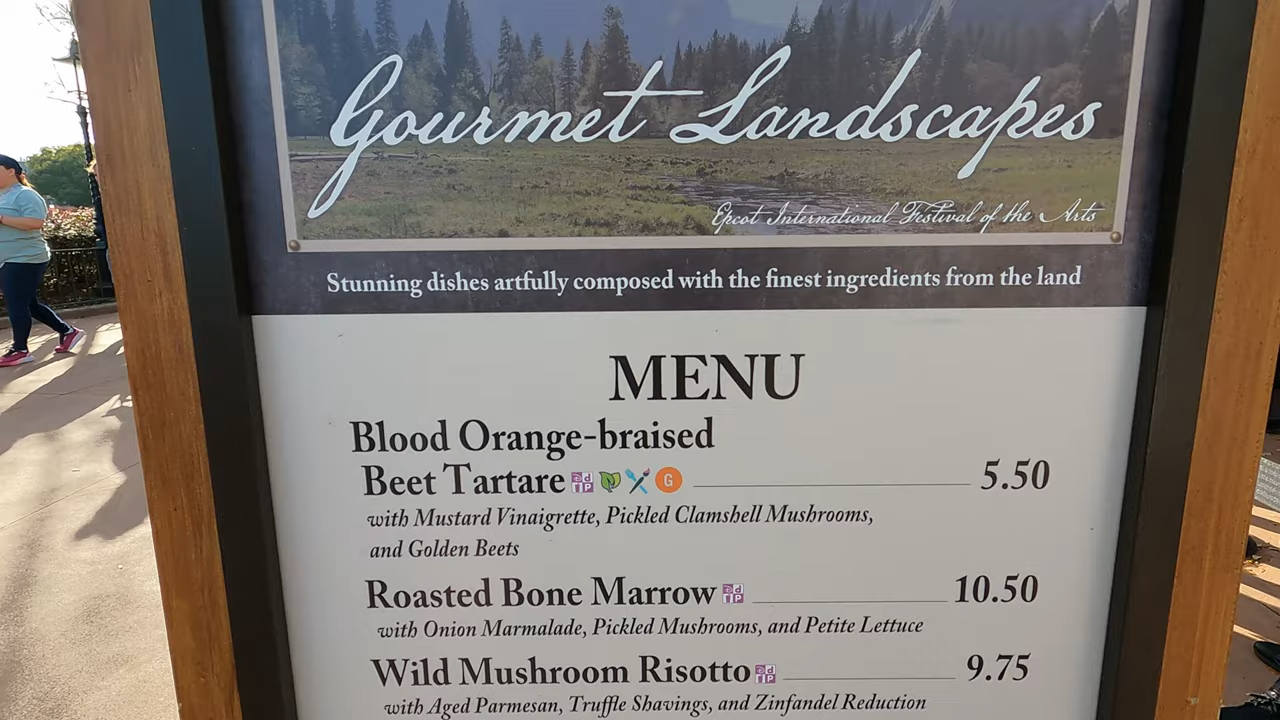 Gourmet Landscapes
Epcot International Festival of the Arts
Stunning dishes artfully composed with the finest ingredients from the land
MENU
Blood Orange-braised
Beet Tartare G 5.50
with Mustard Vinaigrette, Pickled Clamshell Mushrooms,
and Golden Beets
Roasted Bone Marrow 10.50
with Onion Marmalade, Pickled Mushrooms, and Petite Lettuce
Wild Mushroom Risotto 9.75
with Aged Parmesan, Truffle Shavings, and Zinfandel Reduction